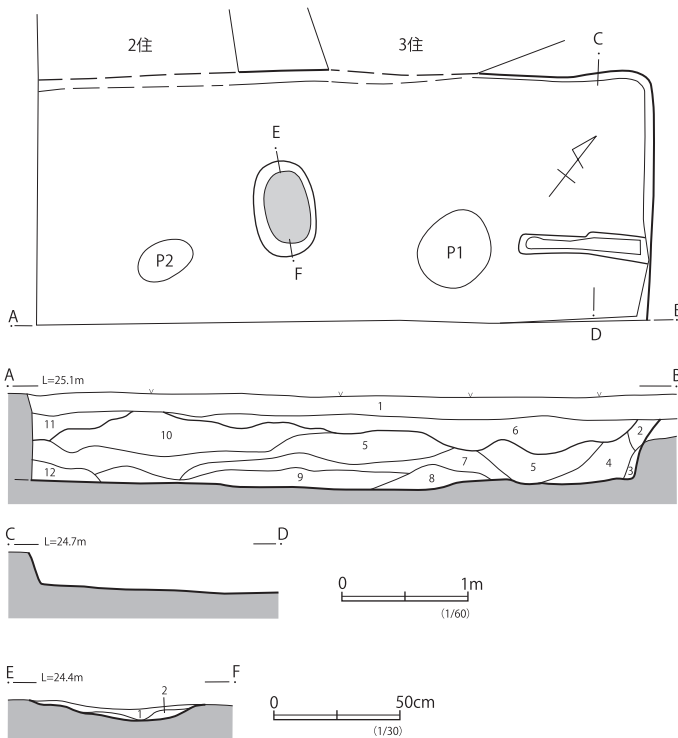 2住
3住
C
E
P2
F
P1
A
D
A
L=25.1m
1
11
10
5
6
2
12
9
8
7
5
4
3
C
L=24.7m
D
0
1m
(1/60)
E
L=24.4m
F
1
2
0
50cm
(1/30)